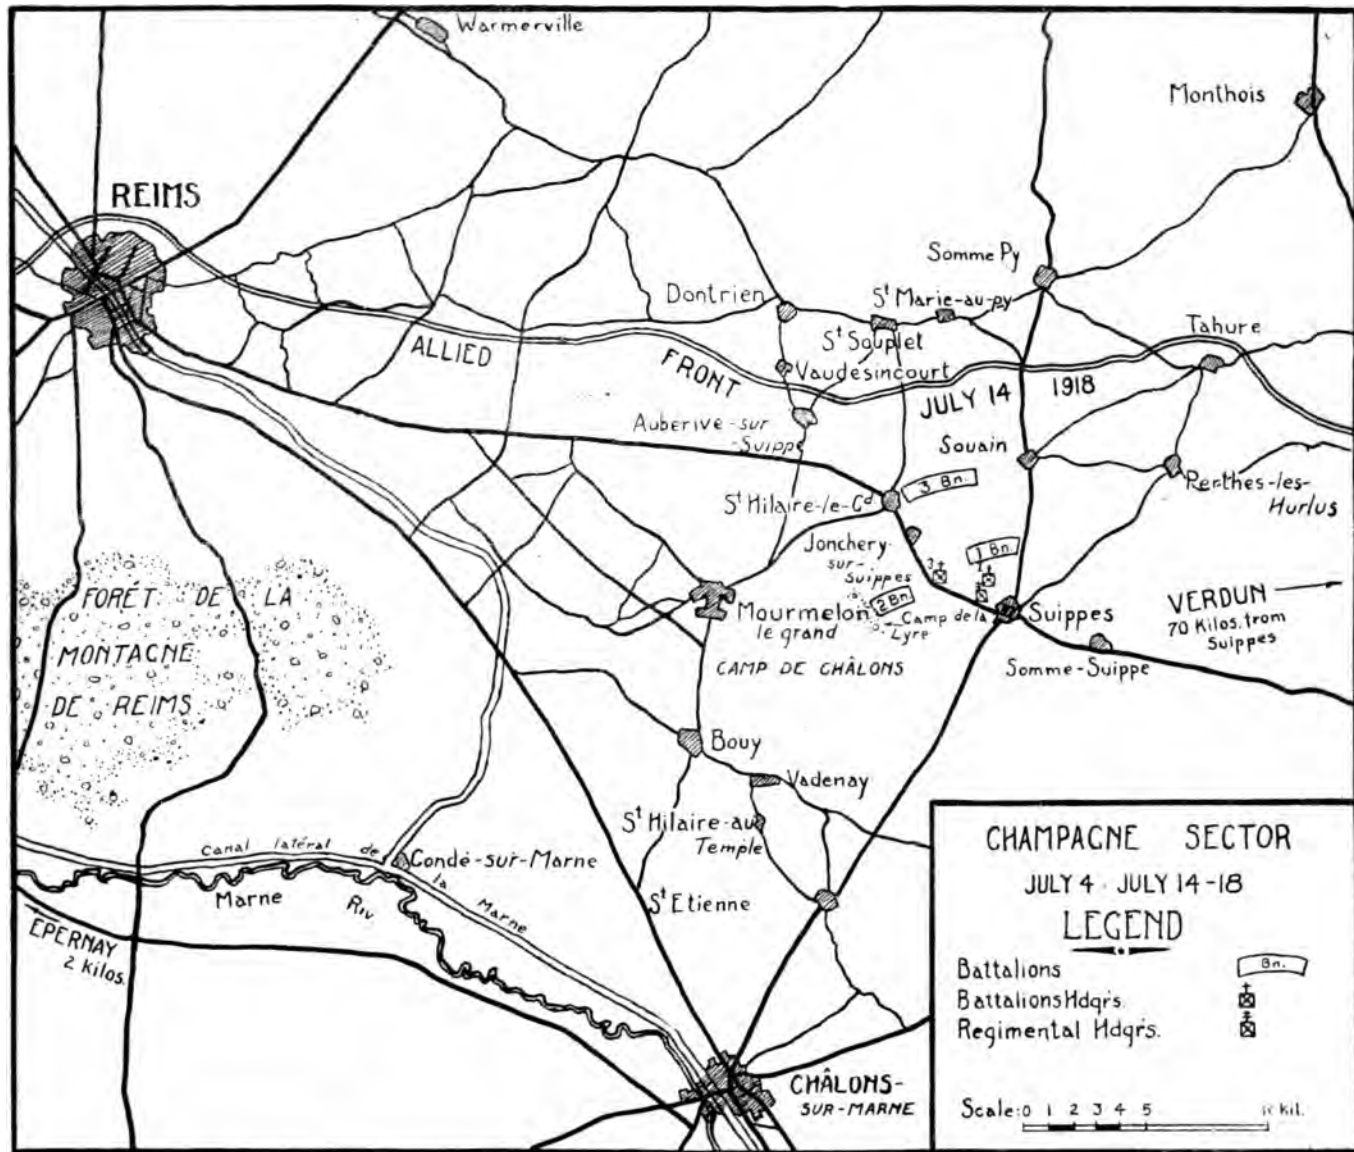 Warmerville
Monthois
REIMS
Somme Py
Dontrien
St Marie-au-py
Tahure
ALLIED FRONT JULY 14 1918
St Souplet
Vaudesincourt
Auberive-sur
-Suippe
Souain
3 Bn.
Perthes-les-
Hurlus
St Hilaire-le-Gd
Jonchery
-sur-
Suippes
1 Bn.
3
1
FORÊT DE LA
MONTAGNE
DE REIMS
Mourmelon
le grand
2 Bn.
Camp de la
Lyre
Suippes
VERDUN
70 Kilos. from
Suippes
CAMP DE CHÂLONS
Somme-Suippe
Bouy
Vadenay
St Hilaire-au
Temple
Canal latéral de la Marne
Condé-sur-Marne
Marne Riv.
St Etienne
EPERNAY
2 Kilos.
CHÂLONS-
SUR-MARNE
CHAMPAGNE SECTOR
JULY 4 - JULY 14-18
LEGEND
Battalions Bn.
Battalions Hdqrs.
Regimental Hdqrs.
Scale: 0 1 2 3 4 5 10 kil.